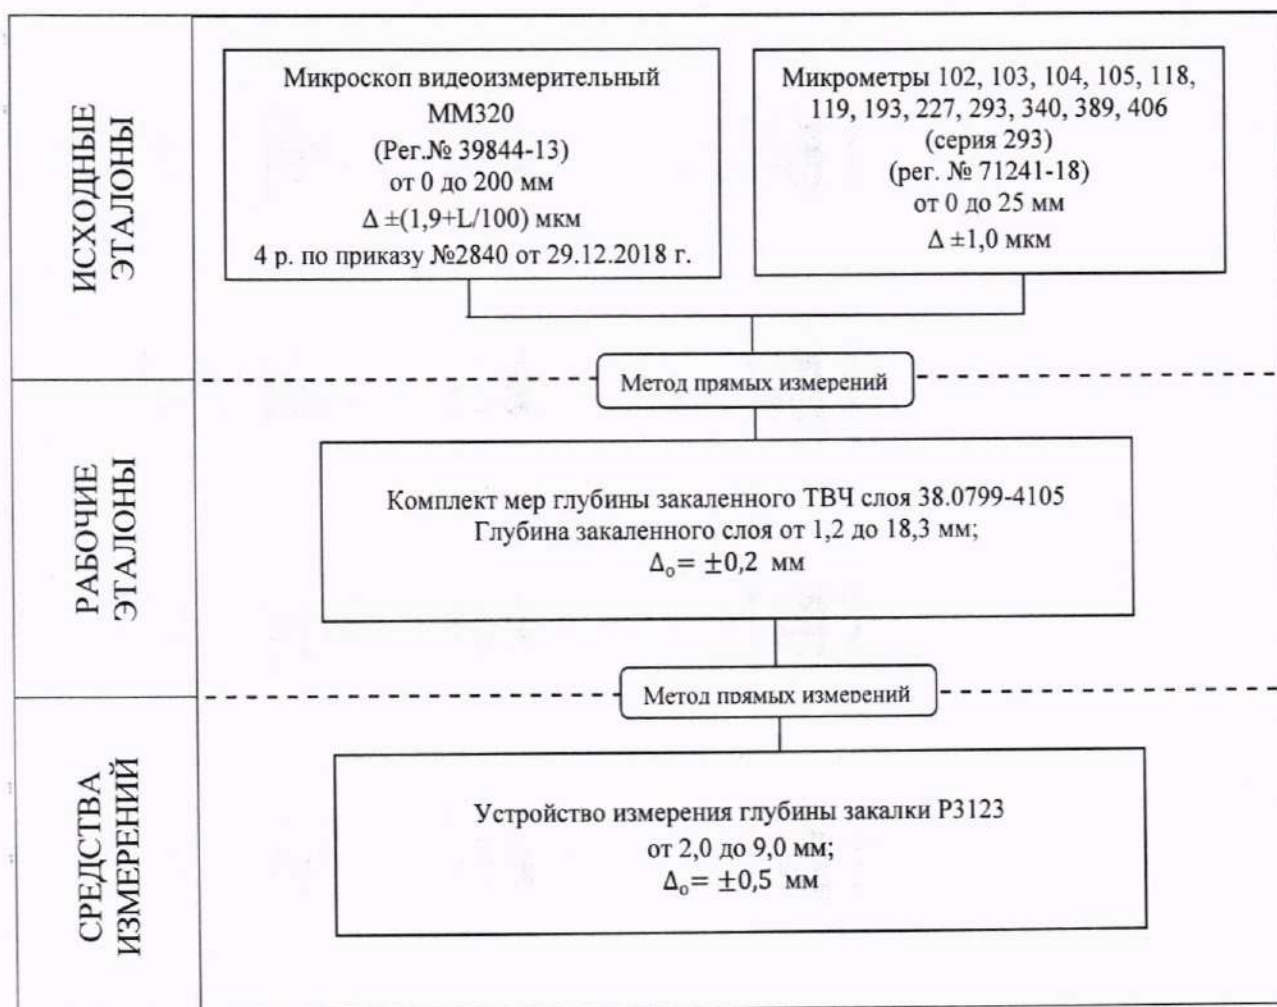 ИСХОДНЫЕ
ЭТАЛОНЫ
Микроскоп видеоизмерительный
ММ320
(Рег.№ 39844-13)
от 0 до 200 мм
Δ ±(1,9+L/100) мкм
4 р. по приказу №2840 от 29.12.2018 г.
Микрометры 102, 103, 104, 105, 118,
119, 193, 227, 293, 340, 389, 406
(серия 293)
(рег. № 71241-18)
от 0 до 25 мм
Δ ±1,0 мкм
Метод прямых измерений
РАБОЧИЕ
ЭТАЛОНЫ
Комплект мер глубины закаленного ТВЧ слоя 38.0799-4105
Глубина закаленного слоя от 1,2 до 18,3 мм;
Δₒ= ±0,2 мм
Метод прямых измерений
СРЕДСТВА
ИЗМЕРЕНИЙ
Устройство измерения глубины закалки Р3123
от 2,0 до 9,0 мм;
Δₒ= ±0,5 мм